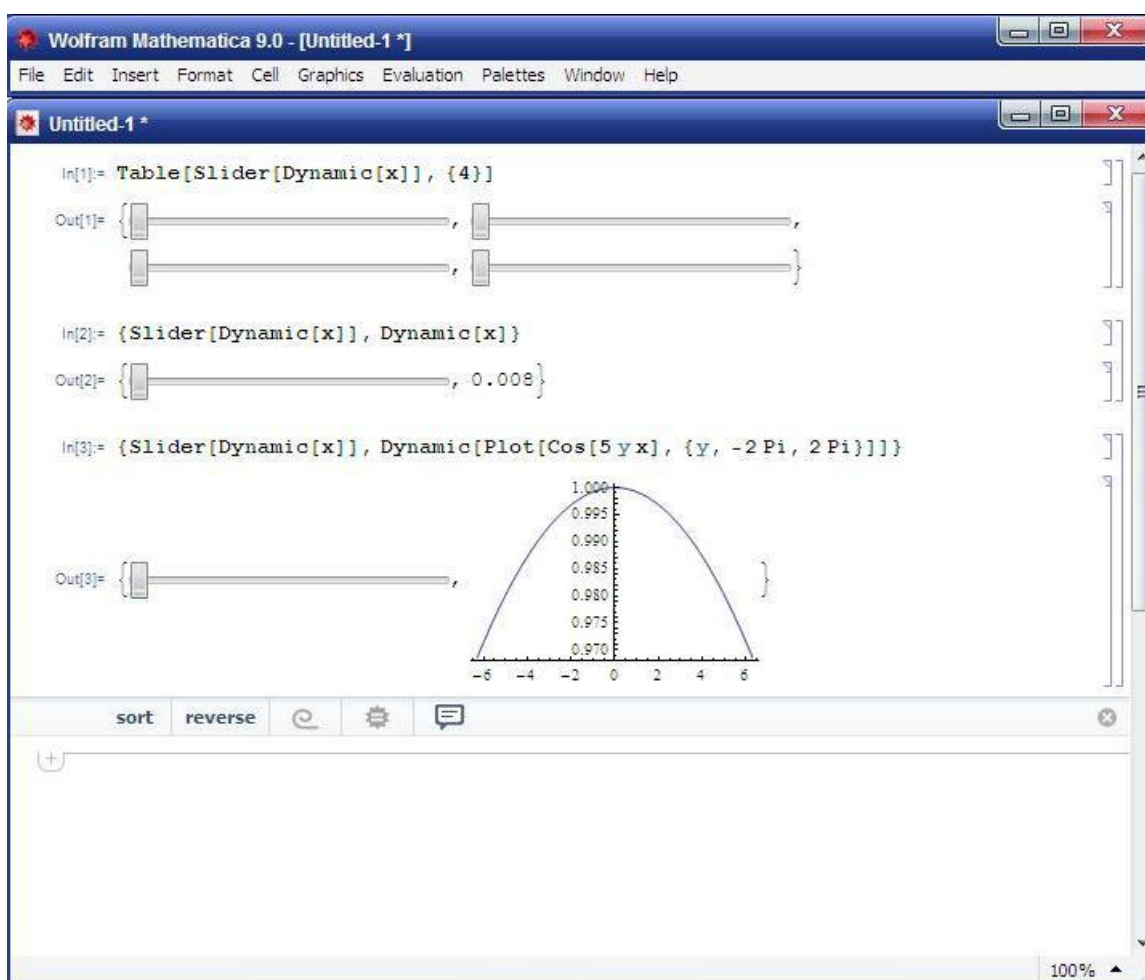 Wolfram Mathematica 9.0 - [Untitled-1 *]
File Edit Insert Format Cell Graphics Evaluation Palettes Window Help
Untitled-1 *
In[1]:= Table[Slider[Dynamic[x]], {4}]
Out[1]= { , ,
, }
In[2]:= {Slider[Dynamic[x]], Dynamic[x]}
Out[2]= { , 0.008}
In[3]:= {Slider[Dynamic[x]], Dynamic[Plot[Cos[5 y x], {y, -2 Pi, 2 Pi}]]}
1.000
0.995
0.990
Out[3]= { , 0.985 }
0.980
0.975
0.970
-6 -4 -2 0 2 4 6
sort reverse
100%